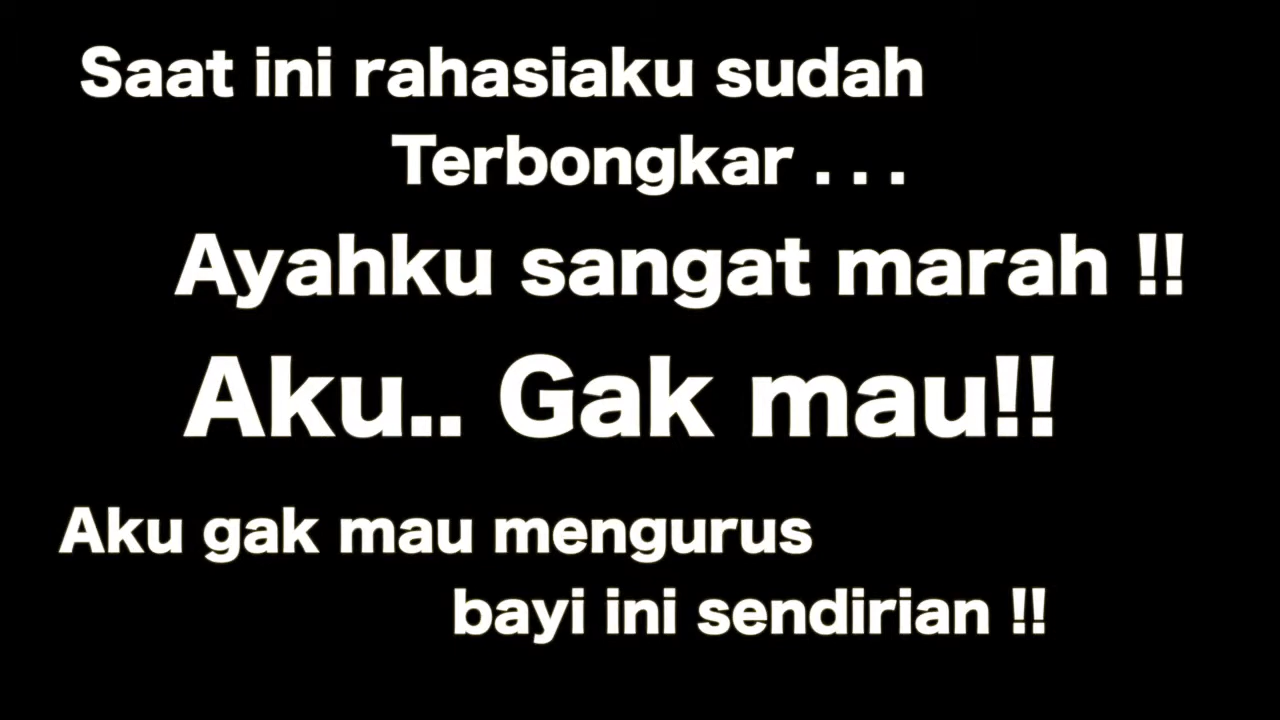 Saat ini rahasiaku sudah
Terbongkar . . .
Ayahku sangat marah !!
Aku.. Gak mau!!
Aku gak mau mengurus
bayi ini sendirian !!